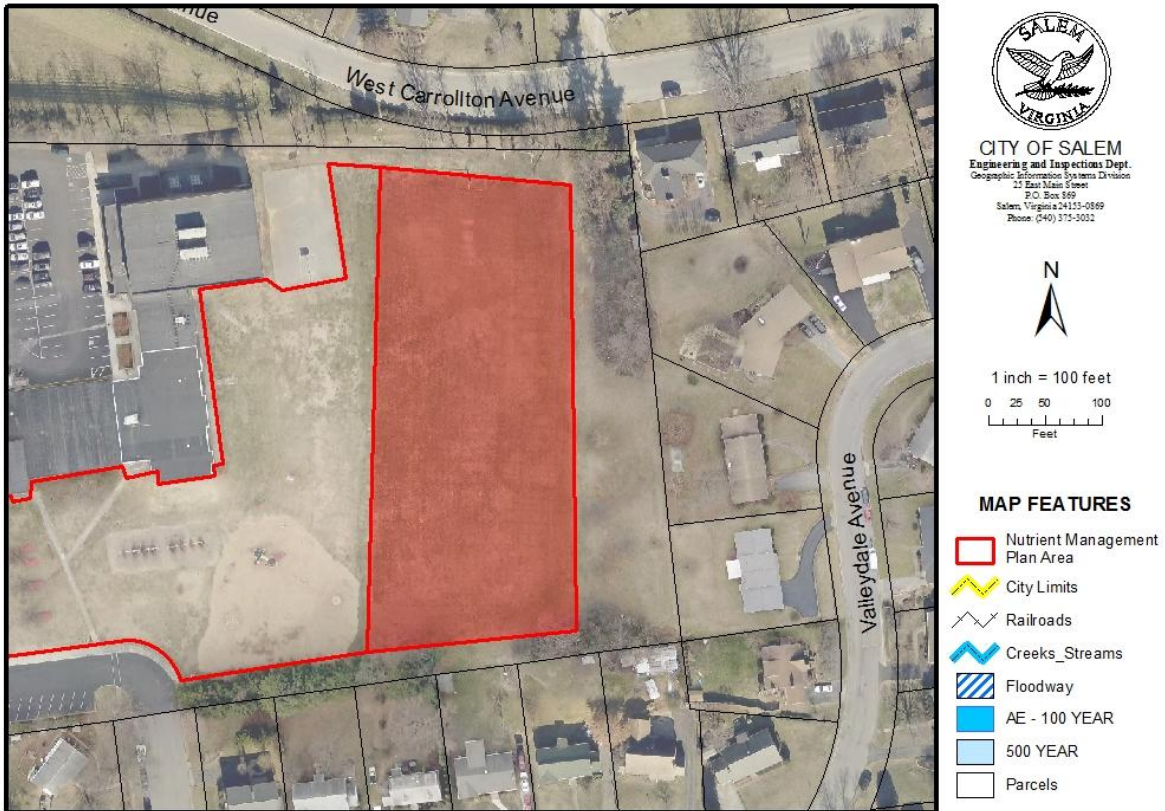 nue
West Carrollton Avenue
Valleydale Avenue
SALEM
VIRGINIA
CITY OF SALEM
Engineering and Inspections Dept.
Geographic Information Systems Division
25 East Main Street
P.O. Box 869
Salem, Virginia 24153-0869
Phone: (540) 375-3032
N
1 inch = 100 feet
0 25 50 100
Feet
MAP FEATURES
Nutrient Management
Plan Area
City Limits
Railroads
Creeks_Streams
Floodway
AE - 100 YEAR
500 YEAR
Parcels